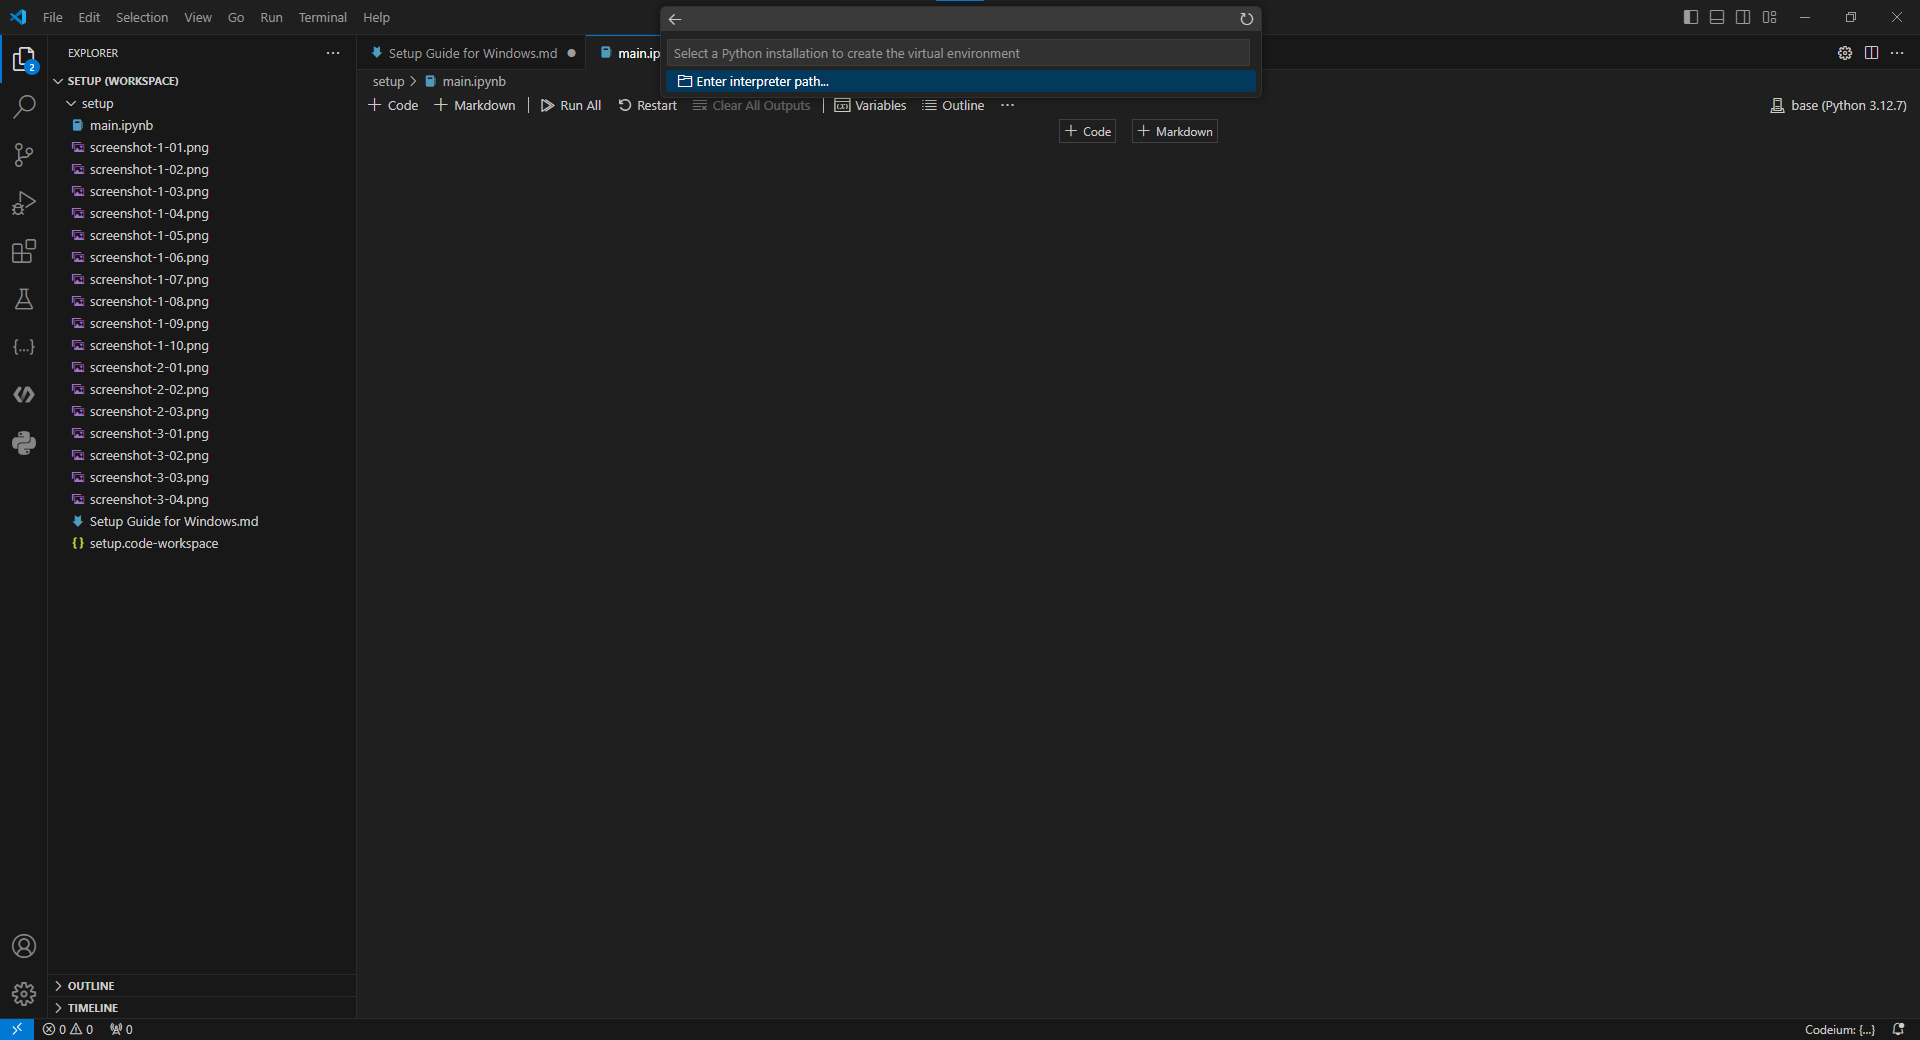 File Edit Selection View Go Run Terminal Help
EXPLORER
SETUP (WORKSPACE)
setup
main.ipynb
screenshot-1-01.png
screenshot-1-02.png
screenshot-1-03.png
screenshot-1-04.png
screenshot-1-05.png
screenshot-1-06.png
screenshot-1-07.png
screenshot-1-08.png
screenshot-1-09.png
screenshot-1-10.png
screenshot-2-01.png
screenshot-2-02.png
screenshot-2-03.png
screenshot-3-01.png
screenshot-3-02.png
screenshot-3-03.png
screenshot-3-04.png
Setup Guide for Windows.md
setup.code-workspace
OUTLINE
TIMELINE
2
Setup Guide for Windows.md main.ip
Select a Python installation to create the virtual environment
Enter interpreter path...
setup > main.ipynb
+ Code + Markdown | Run All Restart Clear All Outputs | Variables Outline ...
base (Python 3.12.7)
+ Code + Markdown
0 0 0
Codeium: {...}